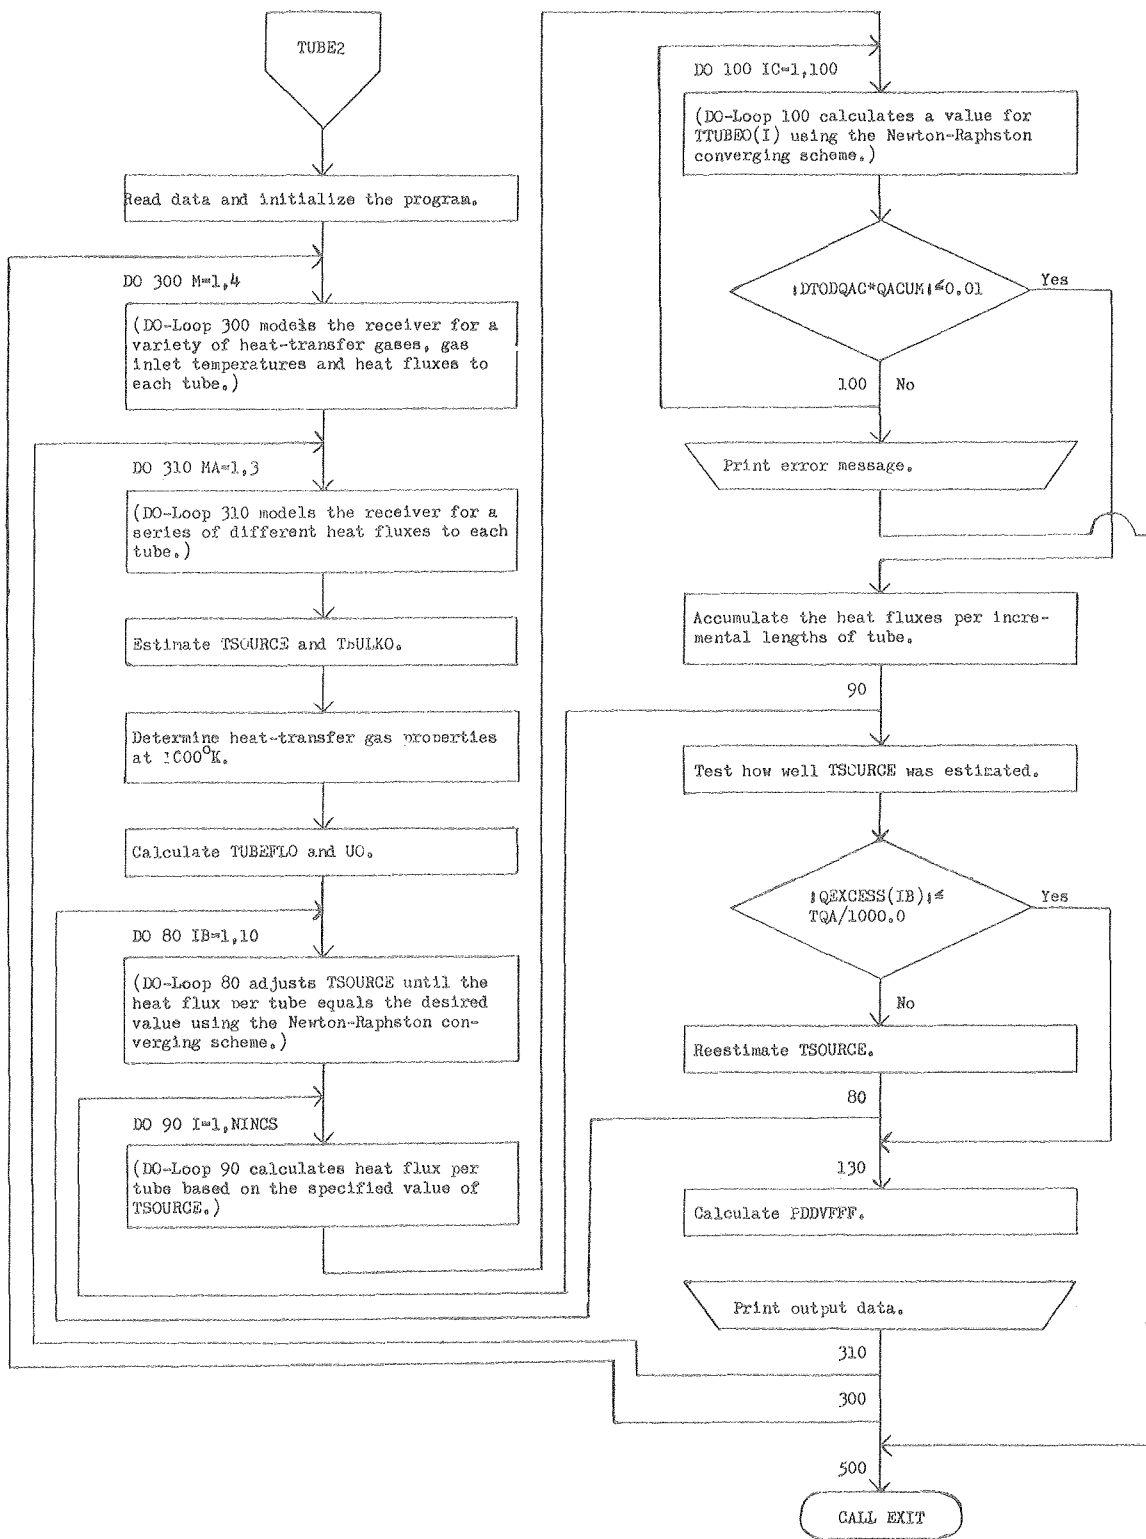 TUBE2
Read data and initialize the program.
DO 300 M=1,4
(DO-Loop 300 models the receiver for a
variety of heat-transfer gases, gas
inlet temperatures and heat fluxes to
each tube.)
DO 310 MA=1,3
(DO-Loop 310 models the receiver for a
series of different heat fluxes to each
tube.)
Estimate TSOURCE and TBULKO.
Determine heat-transfer gas properties
at 1000°K.
Calculate TUBEFLO and UO.
DO 80 IB=1,10
(DO-Loop 80 adjusts TSOURCE until the
heat flux per tube equals the desired
value using the Newton-Raphston con-
verging scheme.)
DO 90 I=1,NINCS
(DO-Loop 90 calculates heat flux per
tube based on the specified value of
TSOURCE.)
DO 100 IC=1,100
(DO-Loop 100 calculates a value for
TTUBEO(I) using the Newton-Raphston
converging scheme.)
|DTODQAC*QACUM|≤0.01
Yes
100 No
Print error message.
Accumulate the heat fluxes per incre-
mental lengths of tube.
90
Test how well TSOURCE was estimated.
|QEXCESS(IB)|≤
TQA/1000.0
Yes
No
Reestimate TSOURCE.
80
130
Calculate
Print output data.
310
300
500
CALL EXIT